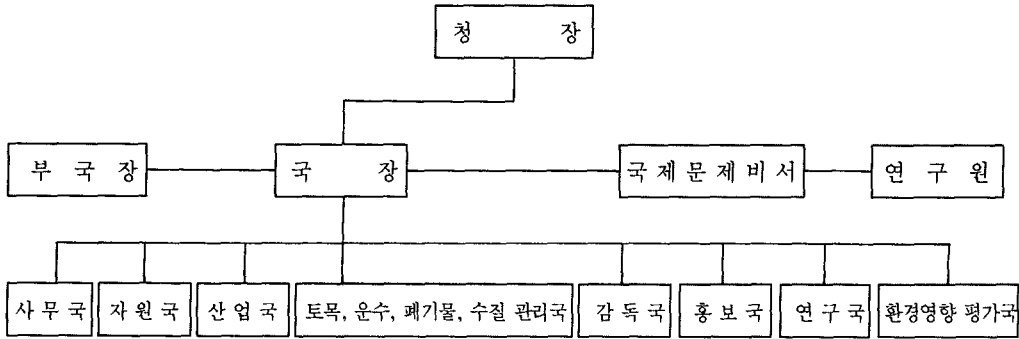 청 장
부 국 장
국 장
국 제 문 제 비 서
연 구 원
사 무 국
자 원 국
산 업 국
토목, 운수, 폐기물, 수질 관리국
감 독 국
홍 보 국
연 구 국
환경영향 평가국